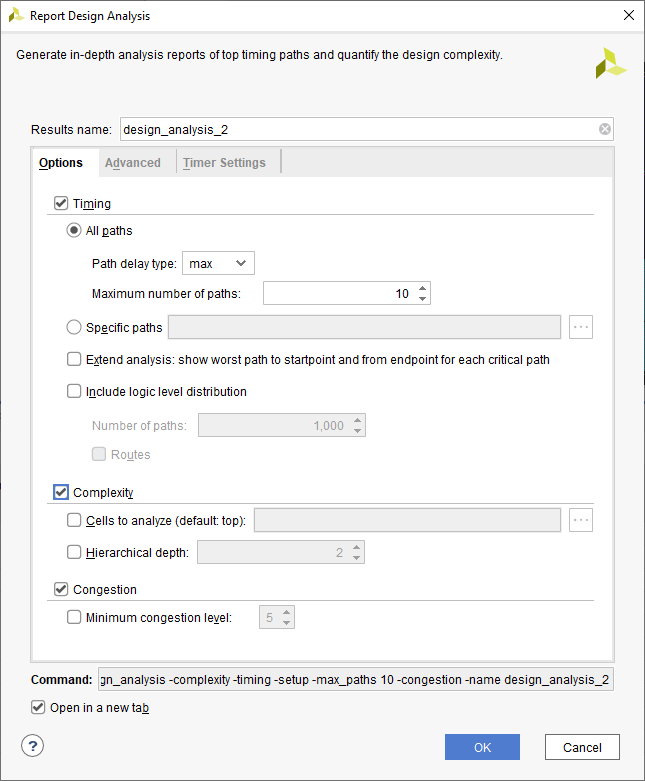 Report Design Analysis
Generate in-depth analysis reports of top timing paths and quantify the design complexity.
Results name: design_analysis_2
Options Advanced Timer Settings
Timing
All paths
Path delay type: max
Maximum number of paths: 10
Specific paths ...
Extend analysis: show worst path to startpoint and from endpoint for each critical path
Include logic level distribution
Number of paths: 1,000
Routes
Complexity
Cells to analyze (default: top): ...
Hierarchical depth: 2
Congestion
Minimum congestion level: 5
Command: gn_analysis -complexity -timing -setup -max_paths 10 -congestion -name design_analysis_2
Open in a new tab
? OK Cancel